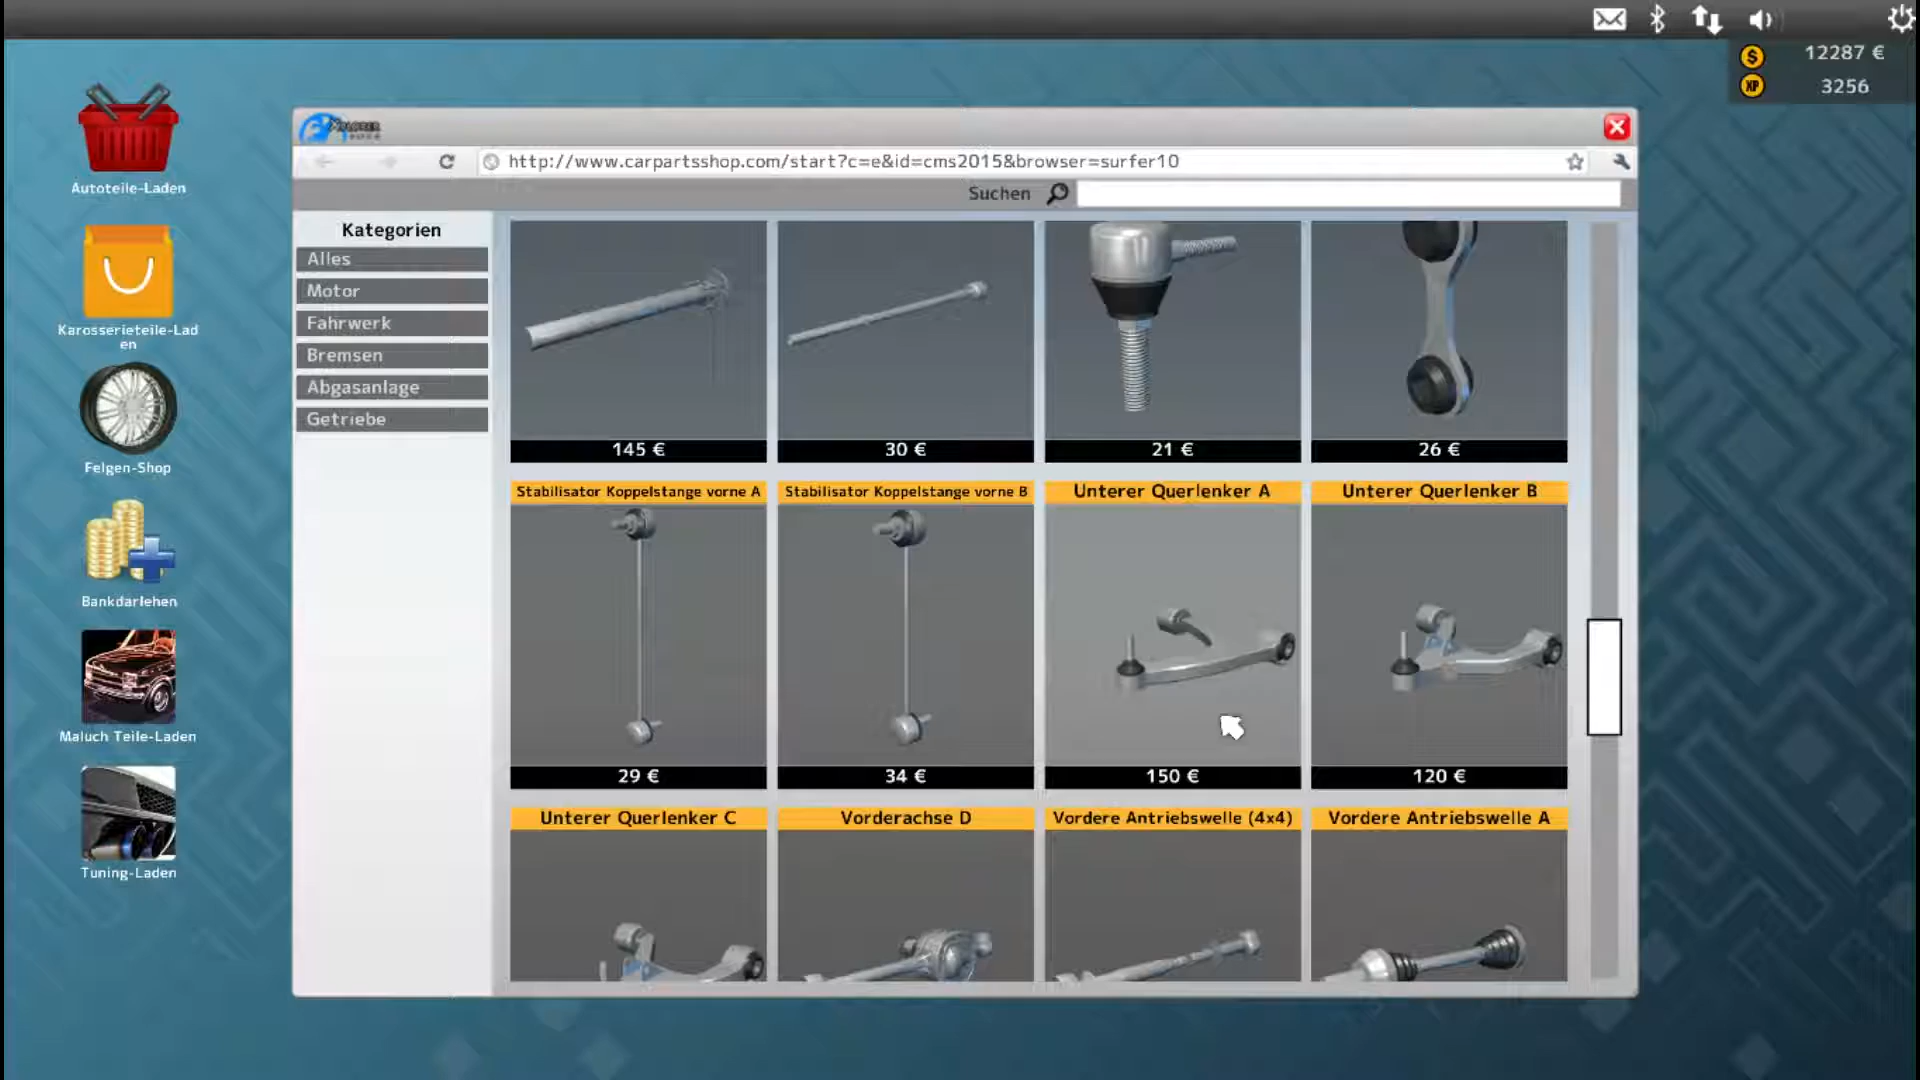 12287 €
XP
3256
Autoteile-Laden
Karosserieteile-Lad
en
Felgen-Shop
Bankdarlehen
Maluch Teile-Laden
Tuning-Laden
http://www.carpartsshop.com/start?c=e&id=cms2015&browser=surfer10
Suchen
Kategorien
Alles
Motor
Fahrwerk
Bremsen
Abgasanlage
Getriebe
145 €
30 €
21 €
26 €
Stabilisator Koppelstange vorne A
Stabilisator Koppelstange vorne B
Unterer Querlenker A
Unterer Querlenker B
29 €
34 €
150 €
120 €
Unterer Querlenker C
Vorderachse D
Vordere Antriebswelle (4x4)
Vordere Antriebswelle A